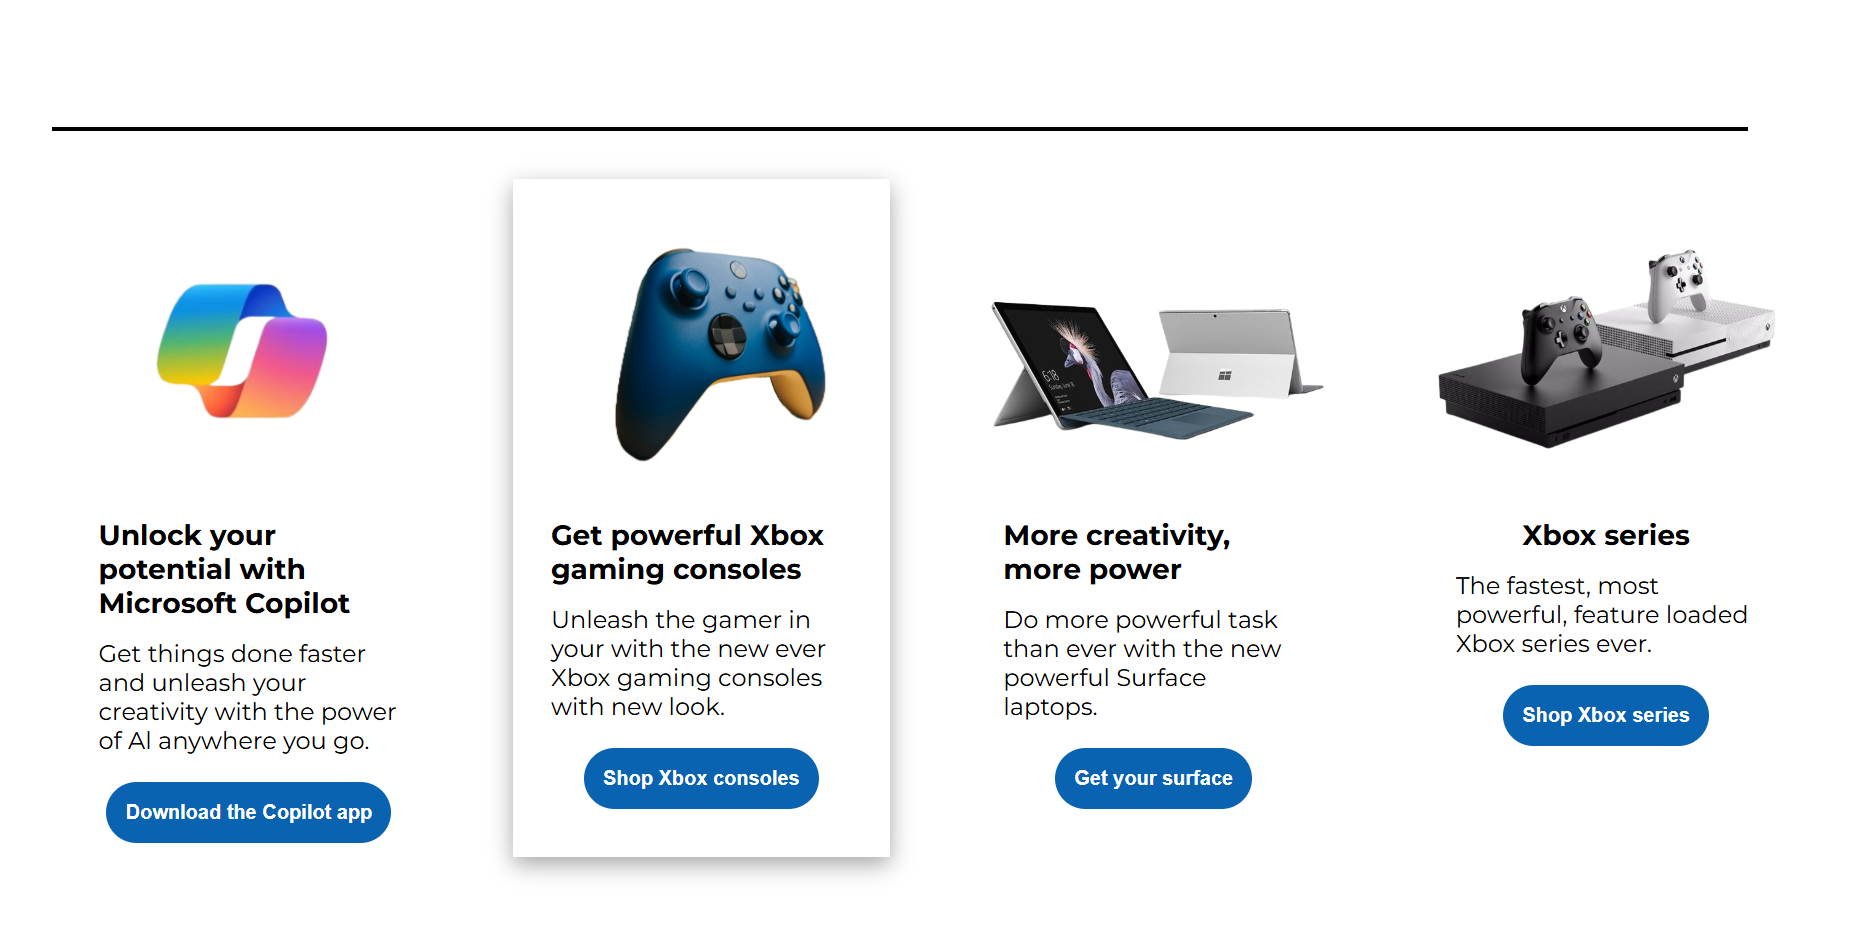 Unlock your
potential with
Microsoft Copilot
Get things done faster
and unleash your
creativity with the power
of AI anywhere you go.
Download the Copilot app
Get powerful Xbox
gaming consoles
Unleash the gamer in
your with the new ever
Xbox gaming consoles
with new look.
Shop Xbox consoles
6:18
More creativity,
more power
Do more powerful task
than ever with the new
powerful Surface
laptops.
Get your surface
Xbox series
The fastest, most
powerful, feature loaded
Xbox series ever.
Shop Xbox series